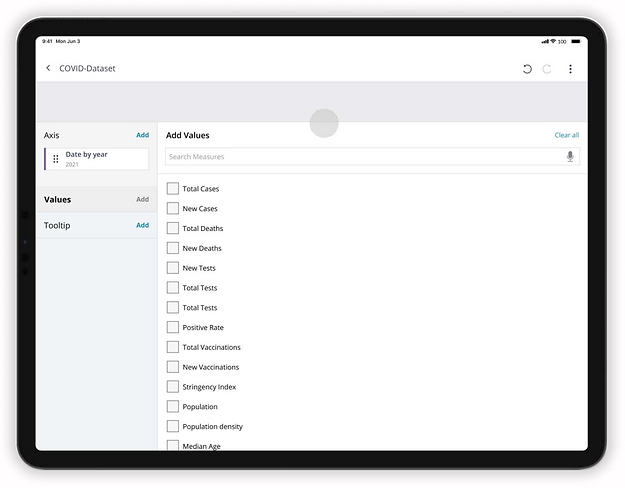 9:41 Mon Jun 3
100
COVID-Dataset
Axis
Add
Date by year
2021
Values
Add
Tooltip
Add
Add Values
Clear all
Search Measures
Total Cases
New Cases
Total Deaths
New Deaths
New Tests
Total Tests
Total Tests
Positive Rate
Total Vaccinations
New Vaccinations
Stringency Index
Population
Population density
Median Age